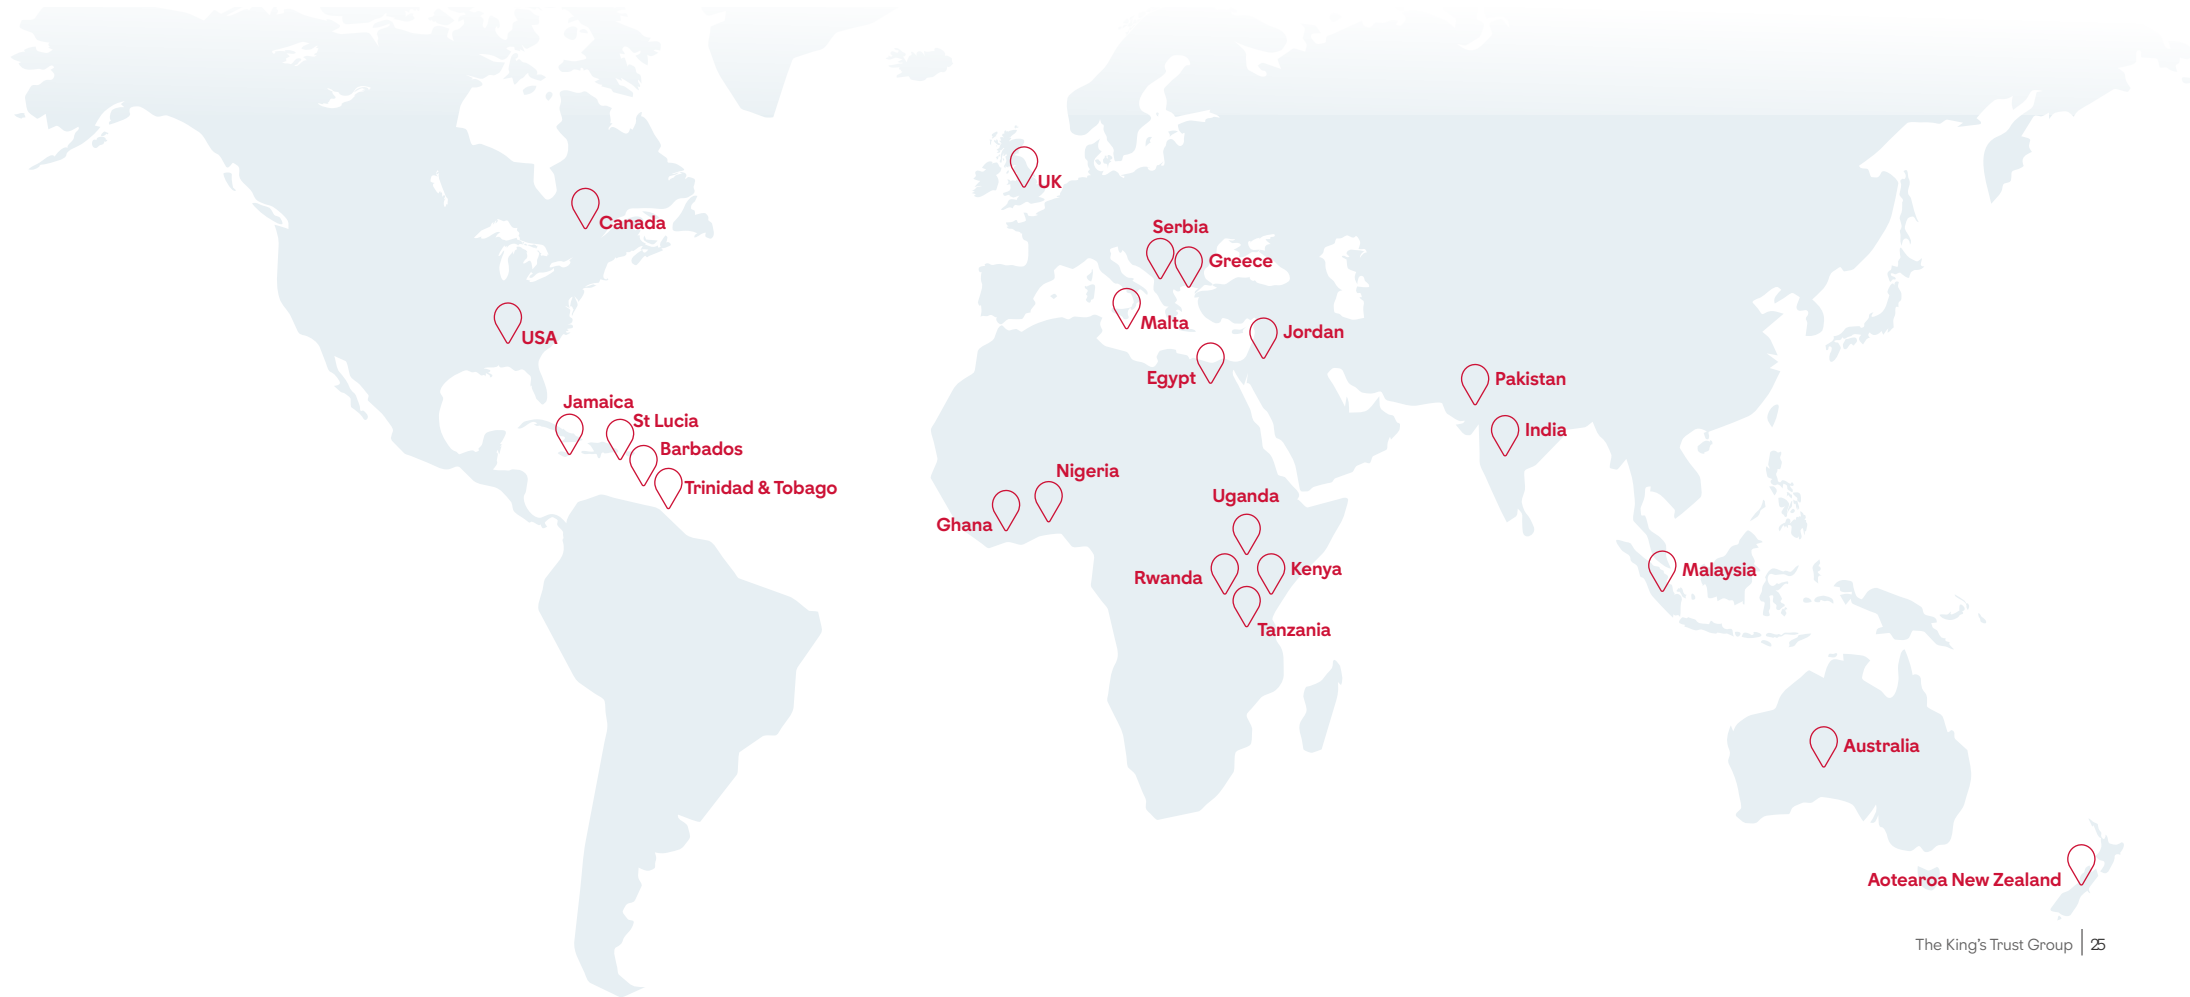 UK
Canada
Serbia
Greece
Malta
Jordan
USA
Egypt
Pakistan
Jamaica
St Lucia
India
Barbados
Nigeria
Trinidad & Tobago
Uganda
Ghana
Kenya
Malaysia
Rwanda
Tanzania
Australia
Aotearoa New Zealand
The King's Trust Group | 25